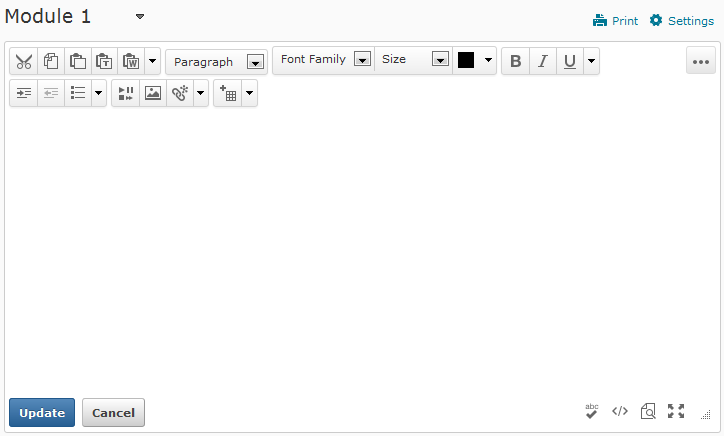 Module 1
Print Settings
Paragraph Font Family Size B I U
Update Cancel abc